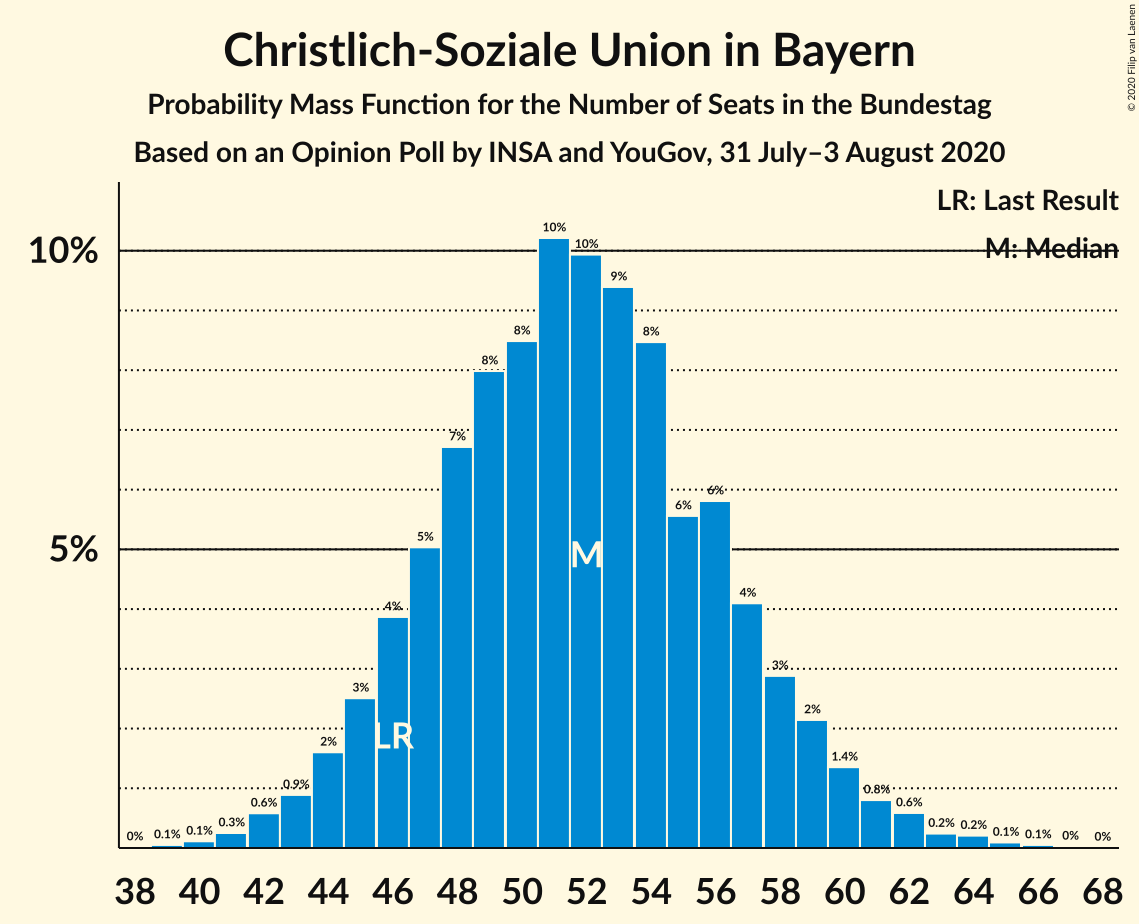 Christlich-Soziale Union in Bayern
Probability Mass Function for the Number of Seats in the Bundestag
Based on an Opinion Poll by INSA and YouGov, 31 July–3 August 2020
© 2020 Filip van Laenen
LR: Last Result
M: Median
10%
5%
0% 0.1% 0.1% 0.3% 0.6% 0.9% 2% 3% 4% 5% 7% 8% 8% 10% 10% 9% 8% 6% 6% 4% 3% 2% 1.4% 0.8% 0.6% 0.2% 0.2% 0.1% 0.1% 0% 0%
M
LR
38 40 42 44 46 48 50 52 54 56 58 60 62 64 66 68